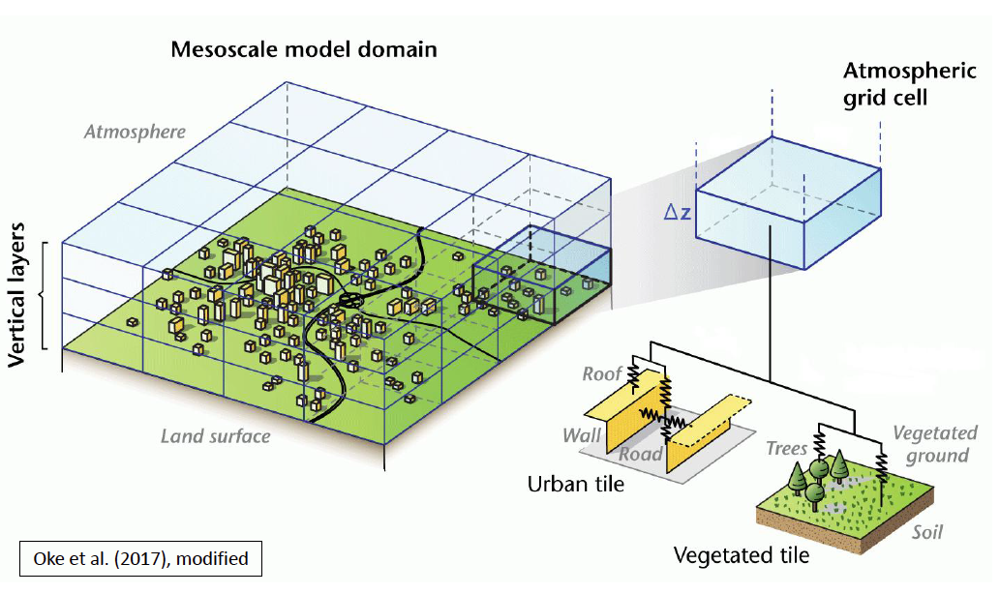 Mesoscale model domain
Atmospheric
grid cell
Atmosphere
Δz
Vertical layers
Roof
Wall
Road
Trees
Vegetated
ground
Land surface
Urban tile
Soil
Vegetated tile
Oke et al. (2017), modified